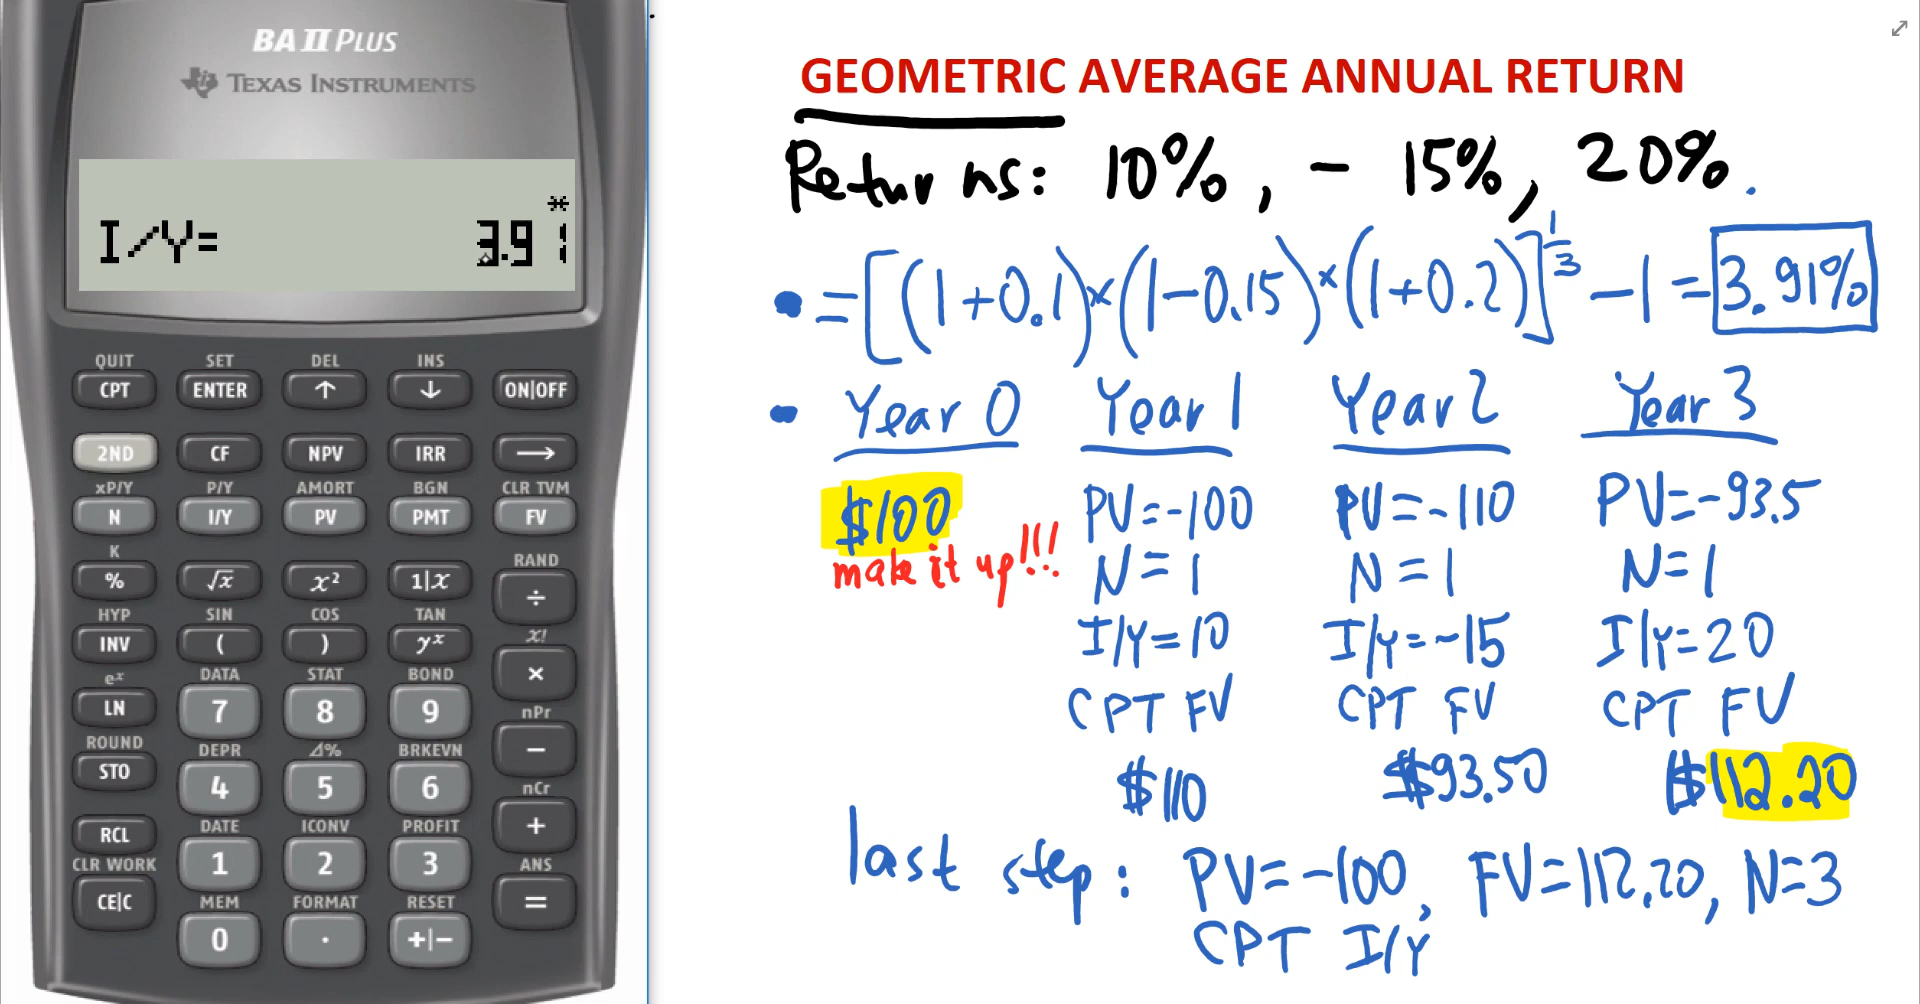 BA II PLUS
TEXAS INSTRUMENTS
I/Y= 3.91
QUIT SET DEL INS
CPT ENTER ↑ ↓ ON|OFF
2ND CF NPV IRR →
xP/Y P/Y AMORT BGN CLR TVM
N I/Y PV PMT FV
K RAND
% √x x² 1|x ÷
HYP SIN COS TAN x!
INV ( ) yˣ ×
eˣ DATA STAT BOND nPr
LN 7 8 9 −
ROUND DEPR Δ% BRKEVN nCr
STO 4 5 6 +
DATE ICONV PROFIT ANS
RCL 1 2 3 =
CLR WORK MEM FORMAT RESET
CE|C 0 . +|−
GEOMETRIC AVERAGE ANNUAL RETURN
Returns: 10%, - 15%, 20%.
• = [(1+0.1)×(1-0.15)×(1+0.2)]^1/3 - 1 = 3.91%
- Year 0 Year 1 Year 2 Year 3
$100 PV=-100 PV=-110 PV=-93.5
make it up!!! N=1 N=1 N=1
I/Y=10 I/Y=-15 I/Y=20
CPT FV CPT FV CPT FV
$110 $93.50 $112.20
last step: PV=-100, FV=112.20, N=3
CPT I/Y